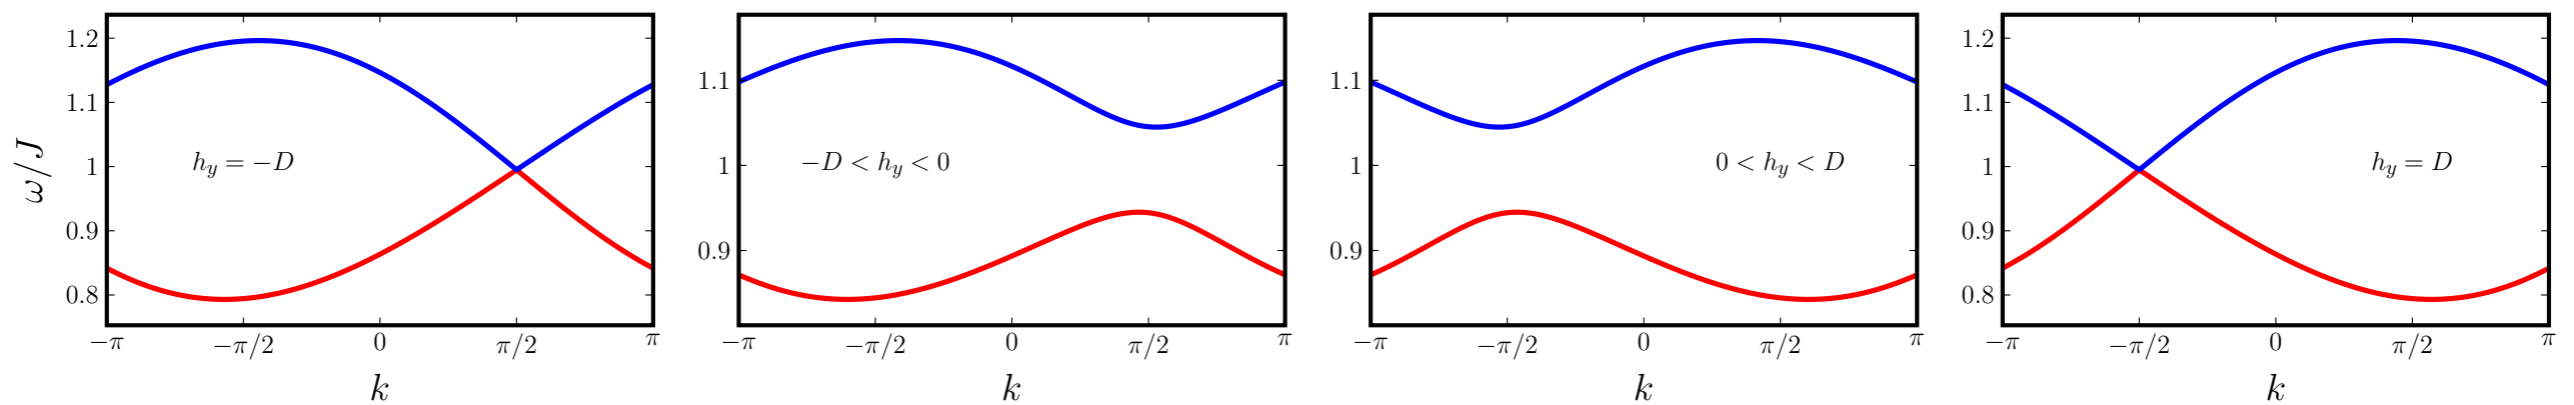 ω/J
1.2
1.1
1
0.9
0.8
h_y = −D
−π
−π/2
0
π/2
π
k
1.1
1
0.9
−D < h_y < 0
−π
−π/2
0
π/2
π
k
1.1
1
0.9
0 < h_y < D
−π
−π/2
0
π/2
π
k
1.2
1.1
1
0.9
0.8
h_y = D
−π
−π/2
0
π/2
π
k